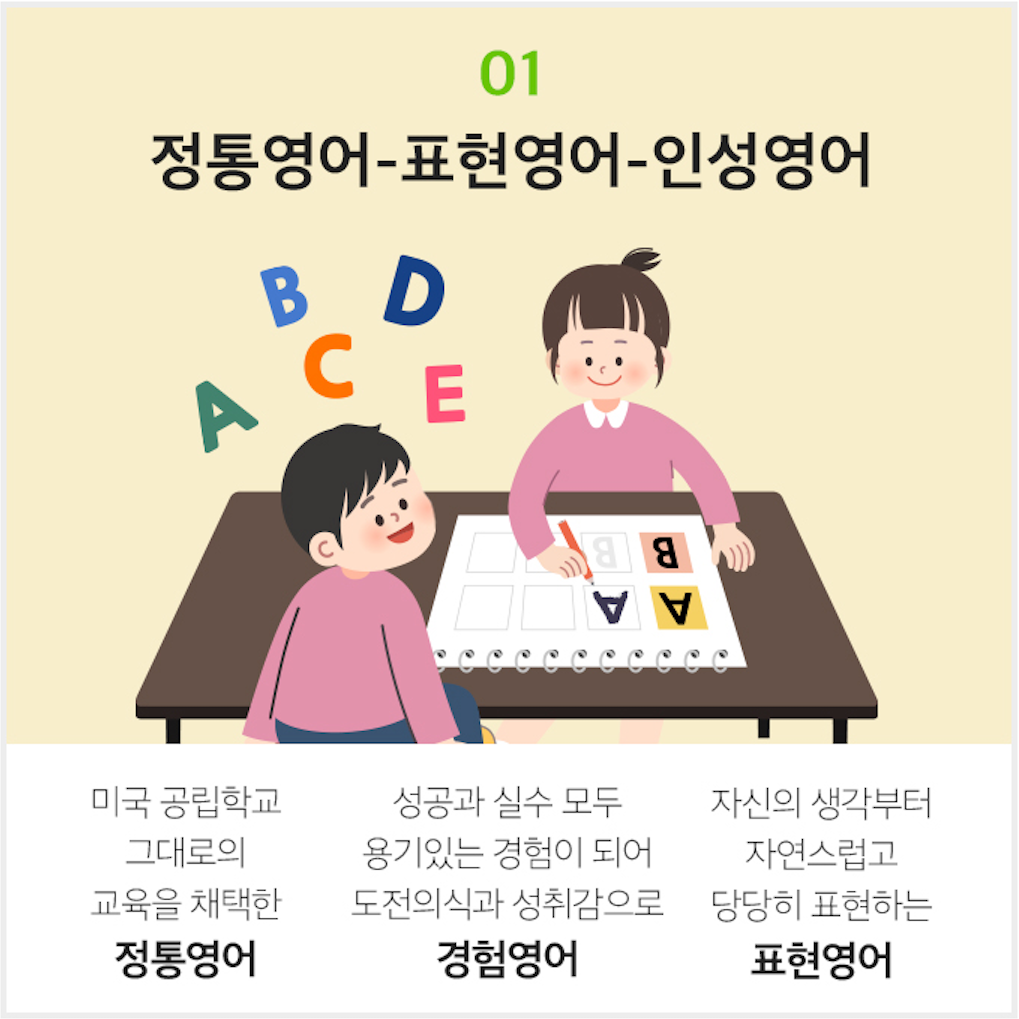 01
정통영어-표현영어-인성영어
B
D
C
A
E
B
B
A
A
미국 공립학교
그대로의
교육을 채택한
정통영어
성공과 실수 모두
용기있는 경험이 되어
도전의식과 성취감으로
경험영어
자신의 생각부터
자연스럽고
당당히 표현하는
표현영어